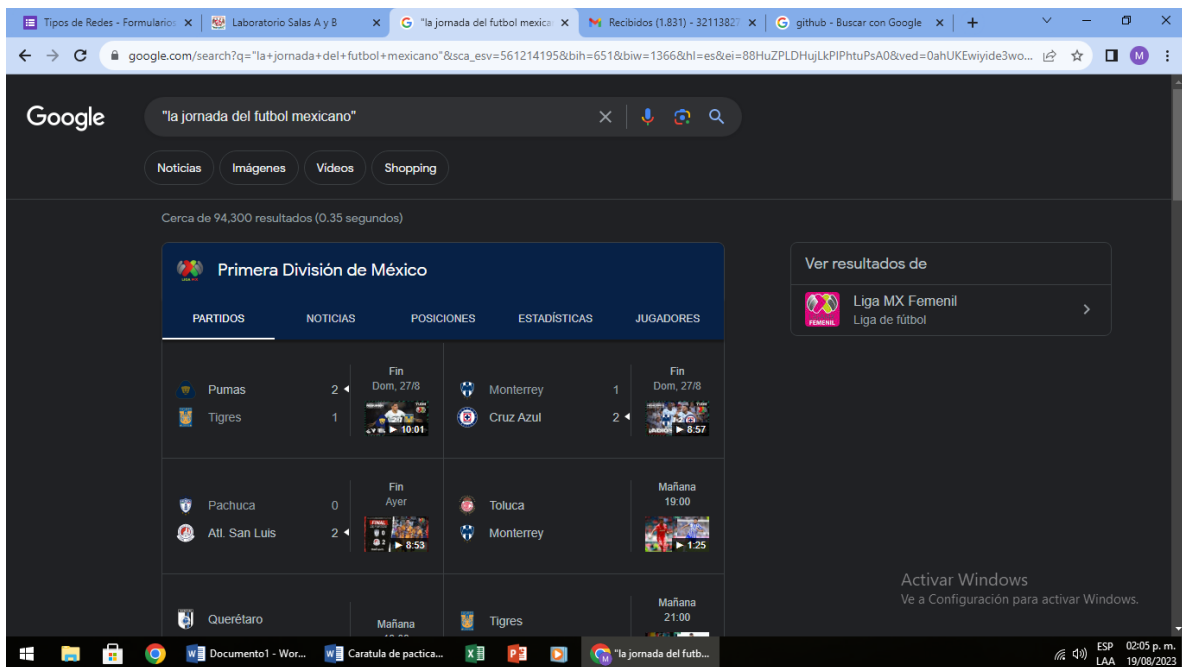 Tipos de Redes - Formularios
Laboratorio Salas A y B
"la jornada del futbol mexica
Recibidos (1.831) - 32113827
github - Buscar con Google
google.com/search?q="la+jornada+del+futbol+mexicano"&sca_esv=561214195&bih=651&biw=1366&hl=es&ei=88HuZPLDHujLkPIPhtuPsA0&ved=0ahUKEwiyide3wo...
M
Google
"la jornada del futbol mexicano"
Noticias
Imágenes
Vídeos
Shopping
Cerca de 94,300 resultados (0.35 segundos)
Primera División de México
PARTIDOS
NOTICIAS
POSICIONES
ESTADÍSTICAS
JUGADORES
Pumas 2
Tigres 1
Fin
Dom, 27/8
10:01
Monterrey 1
Cruz Azul 2
Fin
Dom, 27/8
8:57
Pachuca 0
Atl. San Luis 2
Fin
Ayer
FINAL
8:53
Toluca
Monterrey
Mañana
19:00
1:25
Querétaro
Mañana
Tigres
Mañana
21:00
Ver resultados de
FEMENIL
Liga MX Femenil
Liga de fútbol
Activar Windows
Ve a Configuración para activar Windows.
Documento1 - Wor...
Caratula de pactica...
"la jornada del futb...
ESP
LAA
02:05 p. m.
19/08/2023